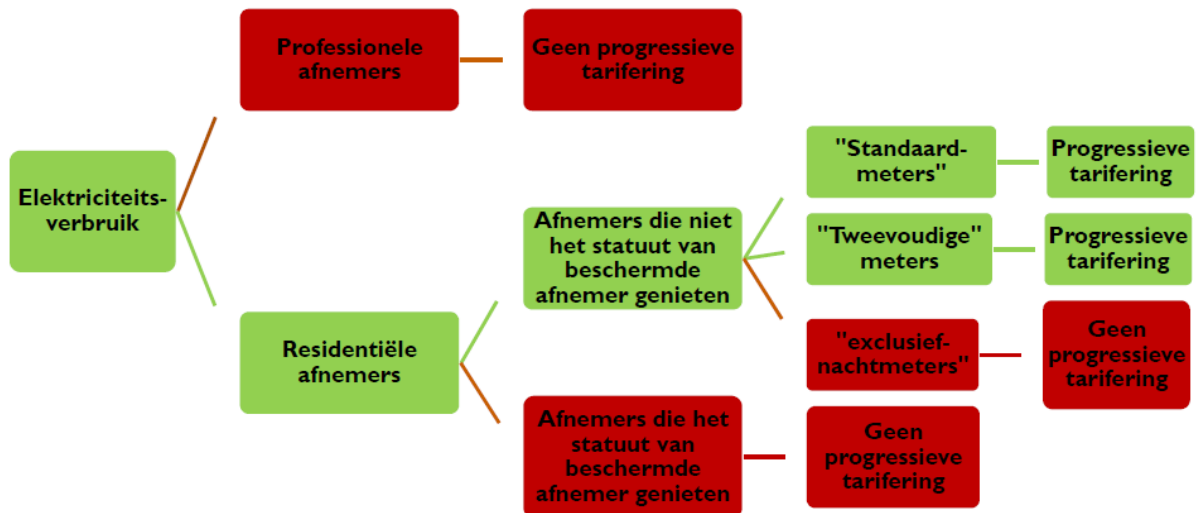 Professionele
afnemers
Geen progressieve
tarifering
Elektriciteits-
verbruik
Residentiële
afnemers
Afnemers die niet
het statuut van
beschermde
afnemer genieten
"Standaard-
meters"
Progressieve
tarifering
"Tweevoudige"
meters
Progressieve
tarifering
"exclusief-
nachtmeters"
Geen
progressieve
tarifering
Afnemers die het
statuut van
beschermde
afnemer genieten
Geen
progressieve
tarifering